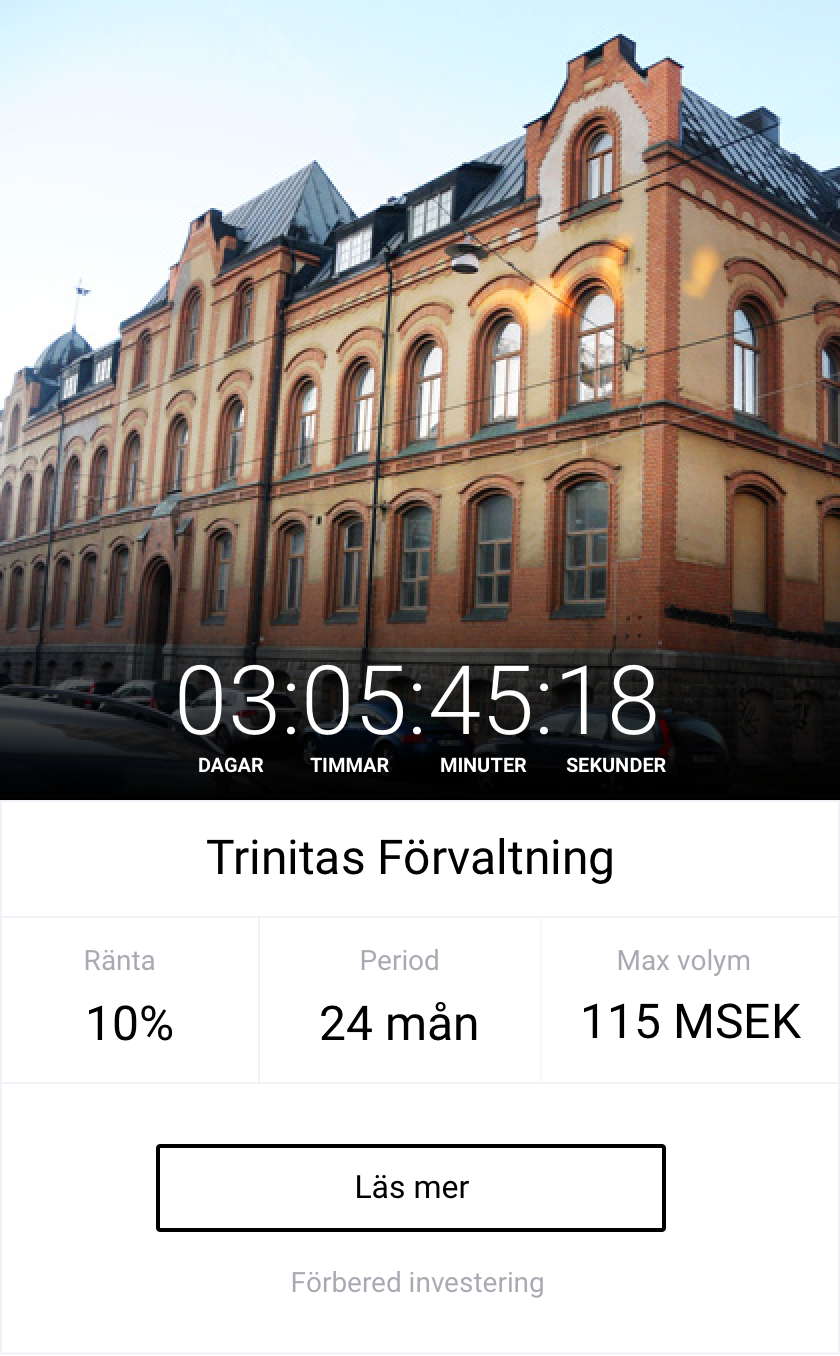 03:05:45:18
DAGAR TIMMAR MINUTER SEKUNDER
Trinitas Förvaltning
Ränta Period Max volym
10% 24 mån 115 MSEK
Läs mer
Förbered investering